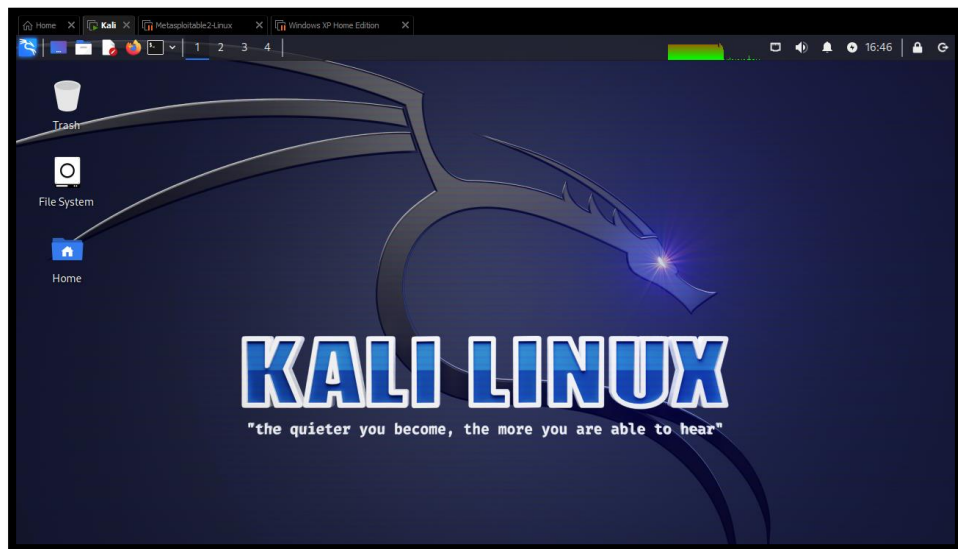 Home Kali Metasploitable2-Linux Windows XP Home Edition
1 2 3 4 16:46
Trash
File System
Home
KALI LINUX
"the quieter you become, the more you are able to hear"